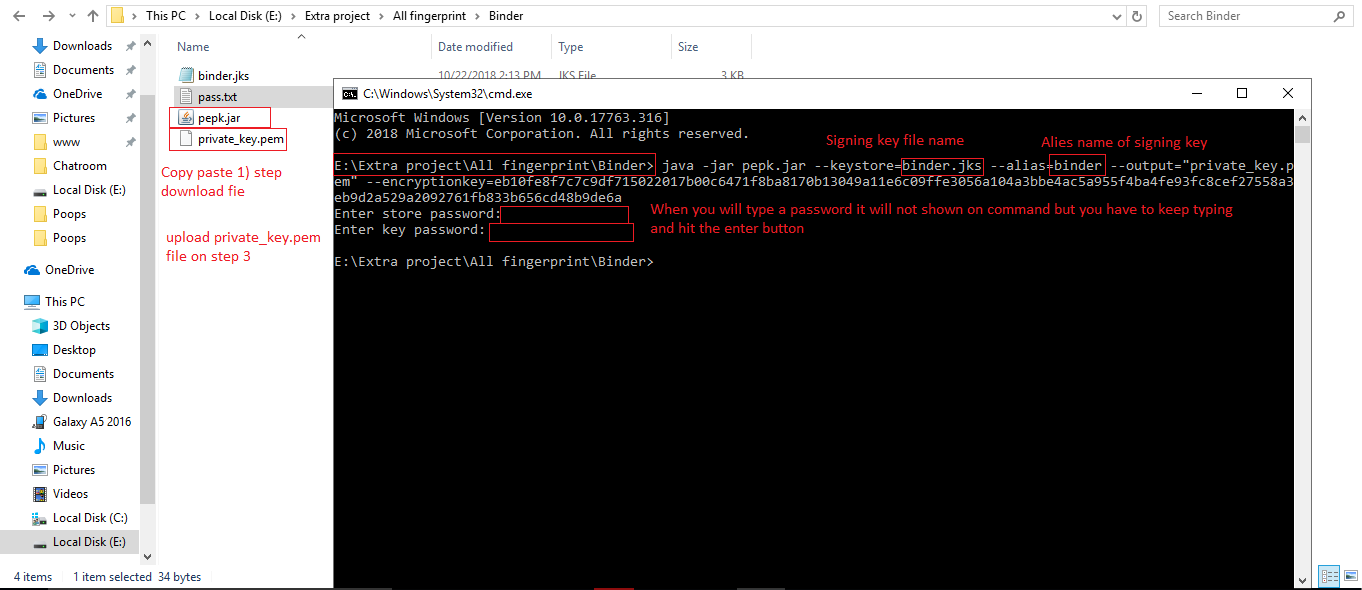 This PC > Local Disk (E:) > Extra project > All fingerprint > Binder
Search Binder
Downloads
Documents
OneDrive
Pictures
www
Chatroom
Local Disk (E:)
Poops
Poops
OneDrive
This PC
3D Objects
Desktop
Documents
Downloads
Galaxy A5 2016
Music
Pictures
Videos
Local Disk (C:)
Local Disk (E:)
Name Date modified Type Size
binder.jks 10/22/2018 2:13 PM JKS File 3 KB
pass.txt
pepk.jar
private_key.pem
Copy paste 1) step
download fie
upload private_key.pem
file on step 3
C:\Windows\System32\cmd.exe
Microsoft Windows [Version 10.0.17763.316]
(c) 2018 Microsoft Corporation. All rights reserved.
Signing key file name
Alies name of signing key
E:\Extra project\All fingerprint\Binder> java -jar pepk.jar --keystore=binder.jks --alias=binder --output="private_key.p
em" --encryptionkey=eb10fe8f7c7c9df715022017b00c6471f8ba8170b13049a11e6c09ffe3056a104a3bbe4ac5a955f4ba4fe93fc8cef27558a3
eb9d2a529a2092761fb833b656cd48b9de6a
Enter store password:
Enter key password:
When you will type a password it will not shown on command but you have to keep typing
and hit the enter button
E:\Extra project\All fingerprint\Binder>
4 items 1 item selected 34 bytes